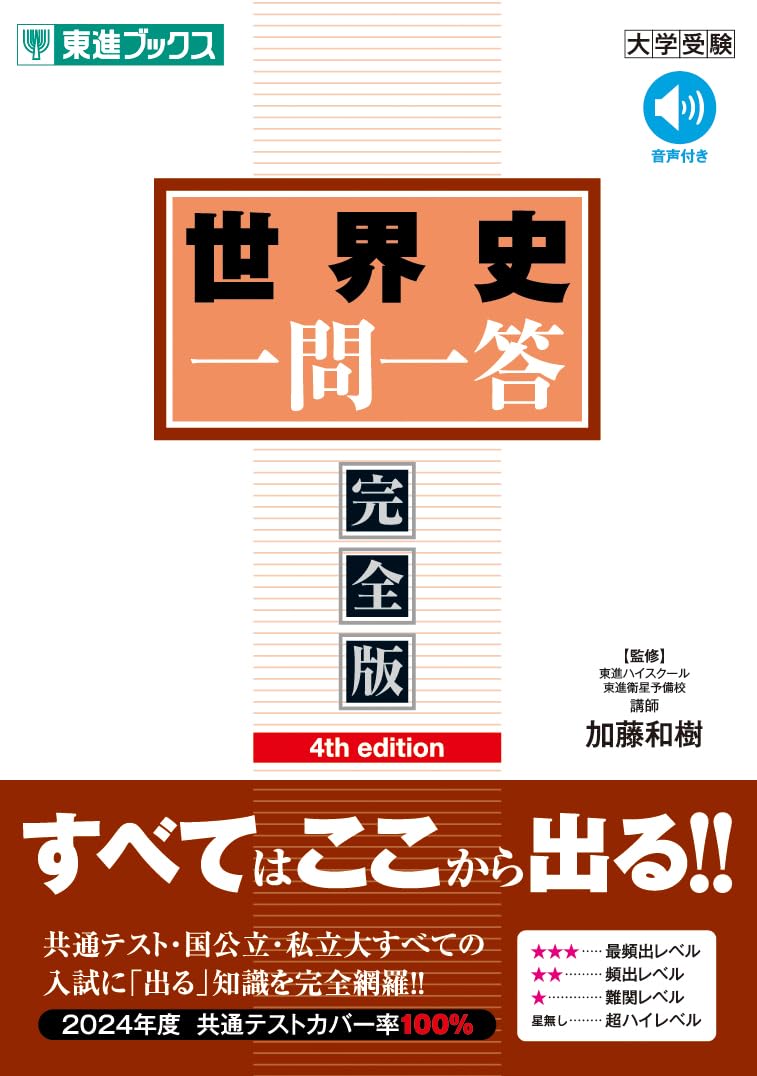 東進ブックス
大学受験
音声付き
世界史
一問一答
完全版
4th edition
【監修】
東進ハイスクール
東進衛星予備校
講師
加藤和樹
すべてはここから出る!!
共通テスト・国公立・私立大すべての
入試に「出る」知識を完全網羅!!
2024年度 共通テストカバー率100%
★★★……最頻出レベル
★★………頻出レベル
★…………難関レベル
星無し………超ハイレベル